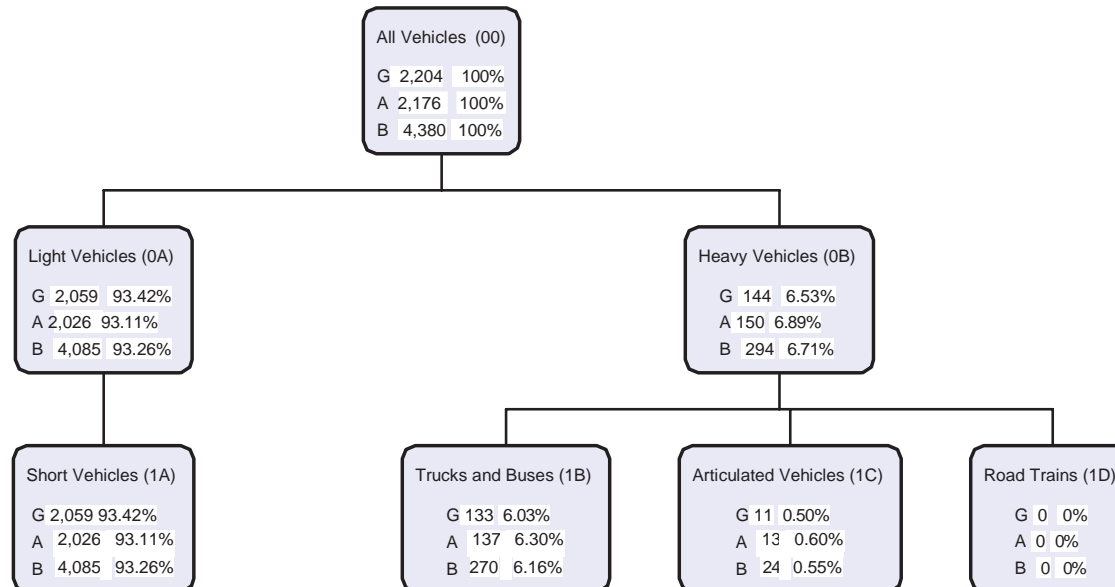 All Vehicles (00)
G 2,204 100%
A 2,176 100%
B 4,380 100%
Light Vehicles (0A)
G 2,059 93.42%
A 2,026 93.11%
B 4,085 93.26%
Heavy Vehicles (0B)
G 144 6.53%
A 150 6.89%
B 294 6.71%
Short Vehicles (1A)
G 2,059 93.42%
A 2,026 93.11%
B 4,085 93.26%
Trucks and Buses (1B)
G 133 6.03%
A 137 6.30%
B 270 6.16%
Articulated Vehicles (1C)
G 11 0.50%
A 13 0.60%
B 24 0.55%
Road Trains (1D)
G 0 0%
A 0 0%
B 0 0%